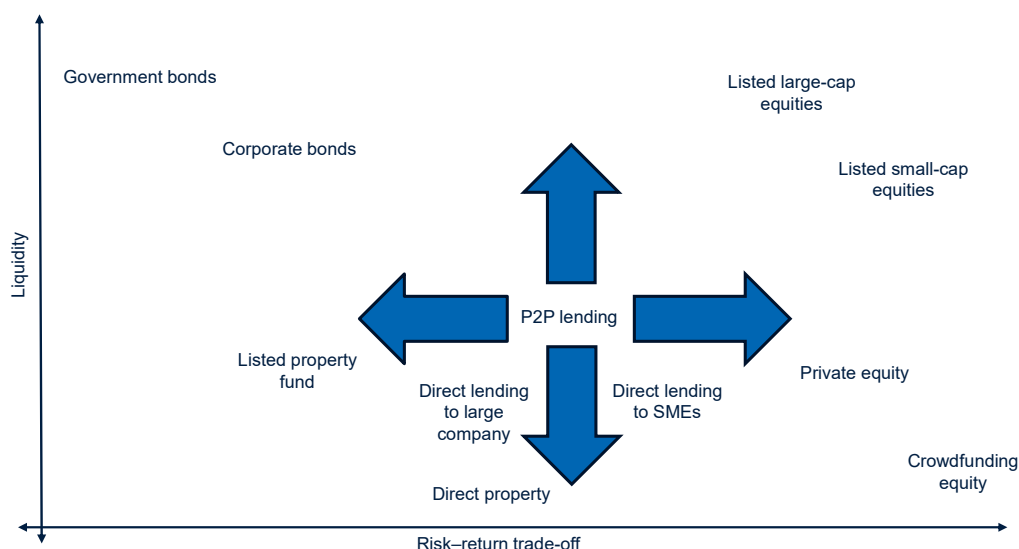 Government bonds
Listed large-cap
equities
Corporate bonds
Listed small-cap
equities
Liquidity
P2P lending
Listed property
fund
Private equity
Direct lending
to large
company
Direct lending
to SMEs
Crowdfunding
equity
Direct property
Risk–return trade-off